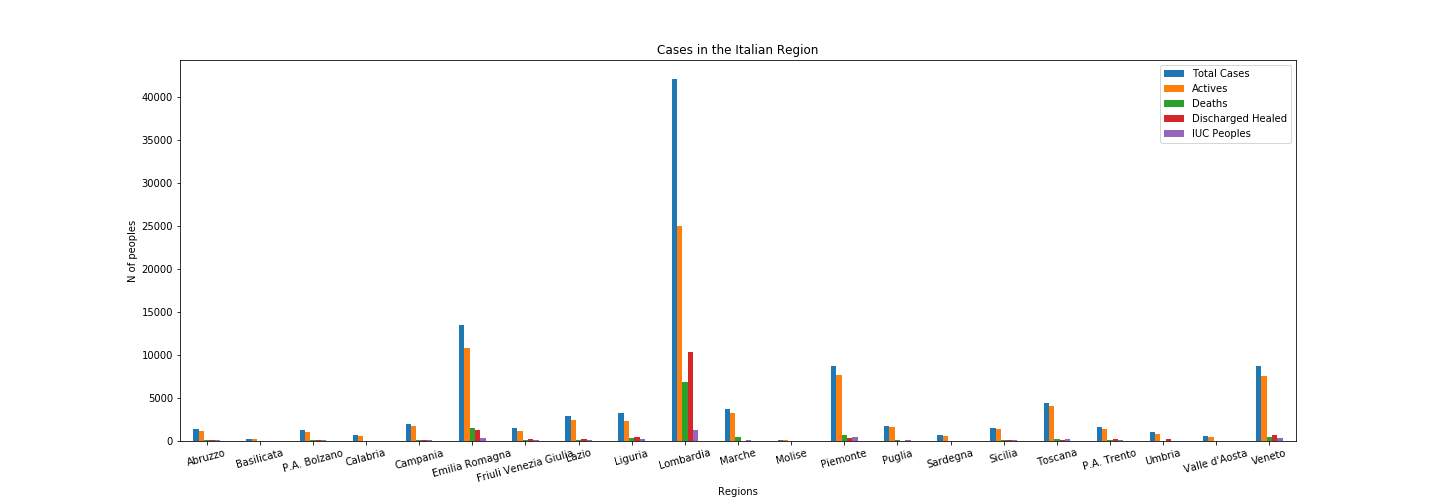 Cases in the Italian Region
Total Cases
Actives
Deaths
Discharged Healed
IUC Peoples
N of peoples
40000
35000
30000
25000
20000
15000
10000
5000
0
Abruzzo
Basilicata
P.A. Bolzano
Calabria
Campania
Emilia Romagna
Friuli Venezia Giulia
Lazio
Liguria
Lombardia
Marche
Molise
Piemonte
Puglia
Sardegna
Sicilia
Toscana
P.A. Trento
Umbria
Valle d'Aosta
Veneto
Regions